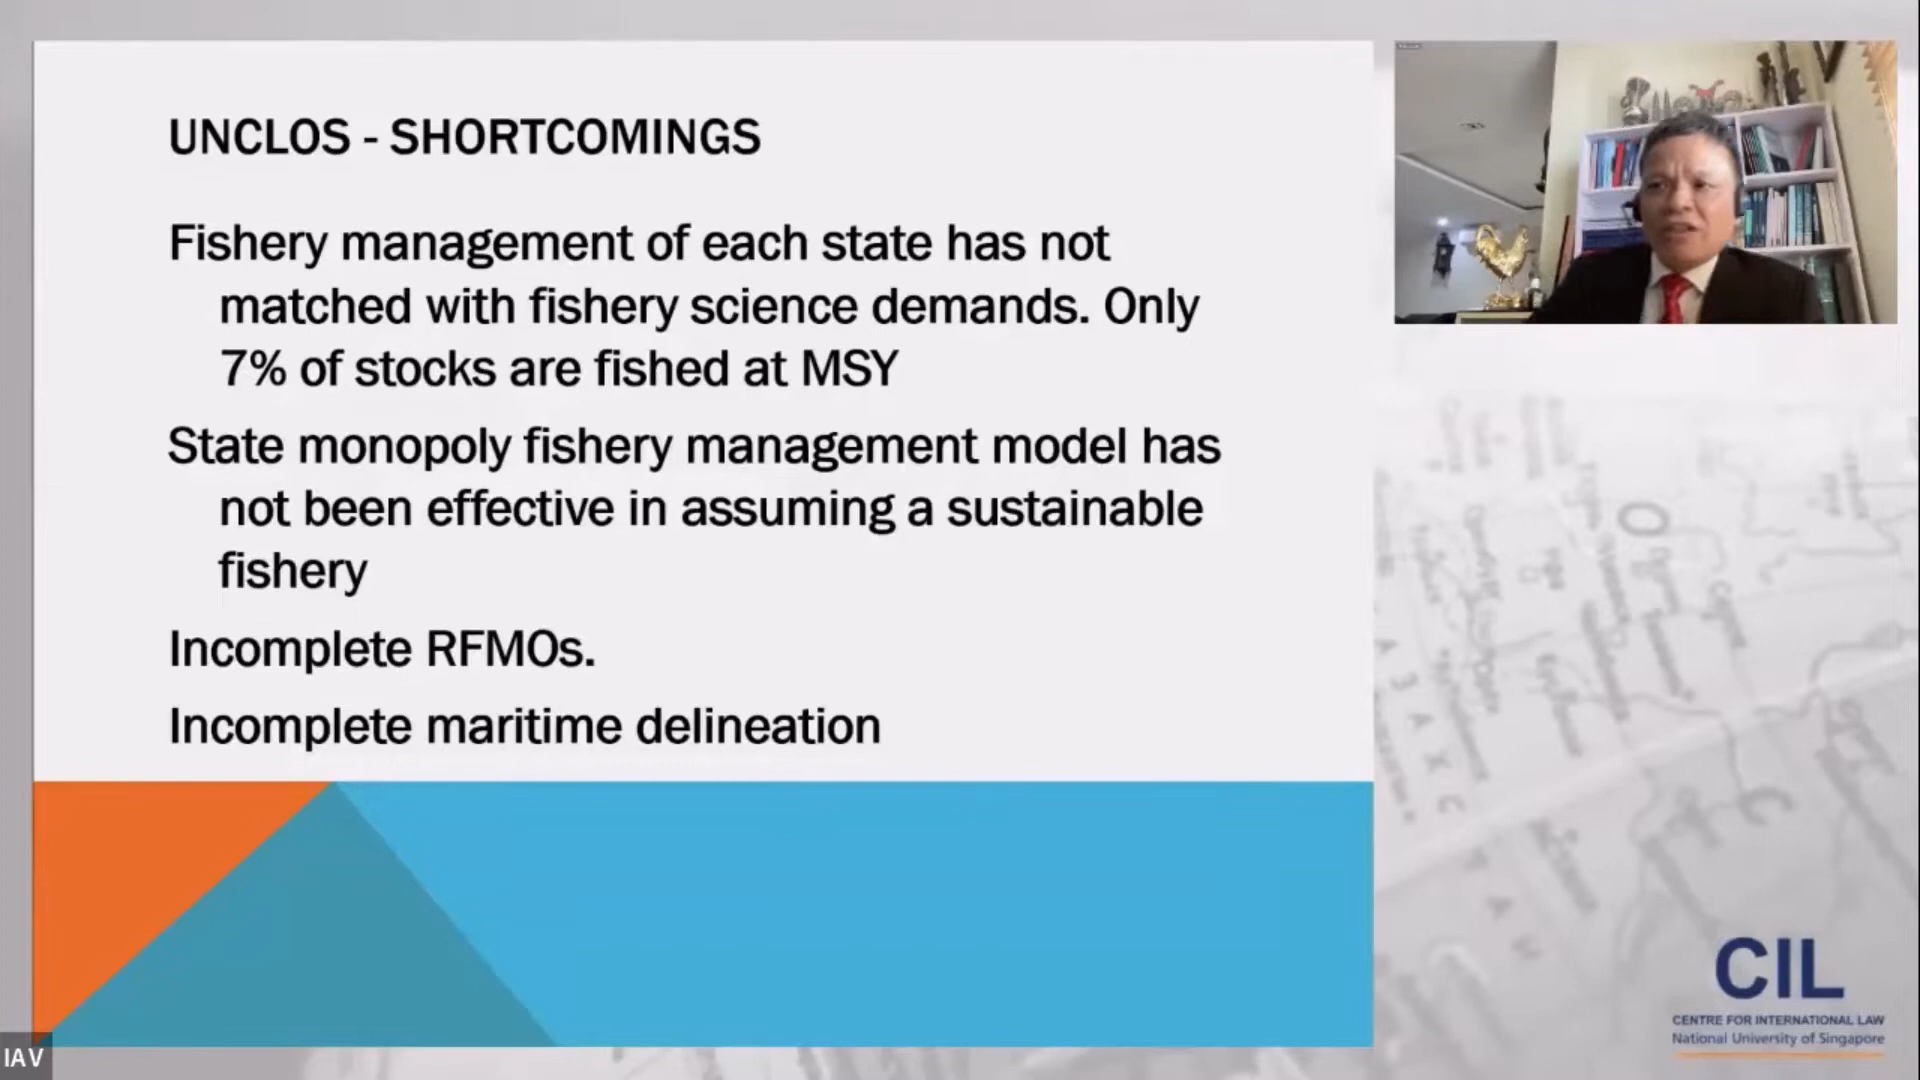 UNCLOS - SHORTCOMINGS
Fishery management of each state has not
matched with fishery science demands. Only
7% of stocks are fished at MSY
State monopoly fishery management model has
not been effective in assuming a sustainable
fishery
Incomplete RFMOs.
Incomplete maritime delineation
CIL
CENTRE FOR INTERNATIONAL LAW
National University of Singapore
IAV